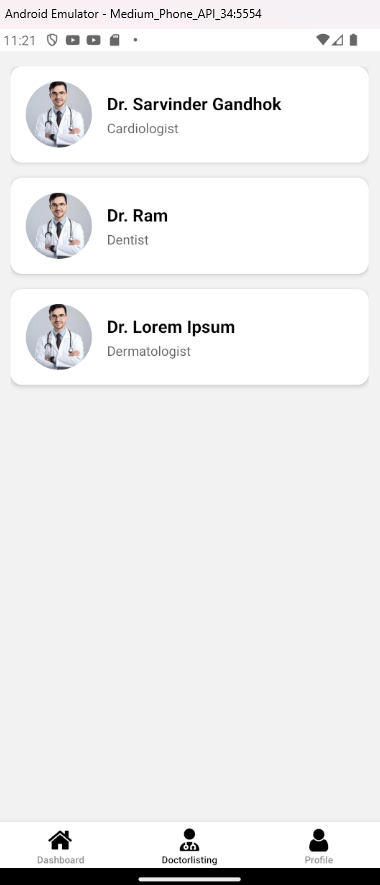 Android Emulator - Medium_Phone_API_34:5554
11:21
Dr. Sarvinder Gandhok
Cardiologist
Dr. Ram
Dentist
Dr. Lorem Ipsum
Dermatologist
Dashboard
Doctorlisting
Profile